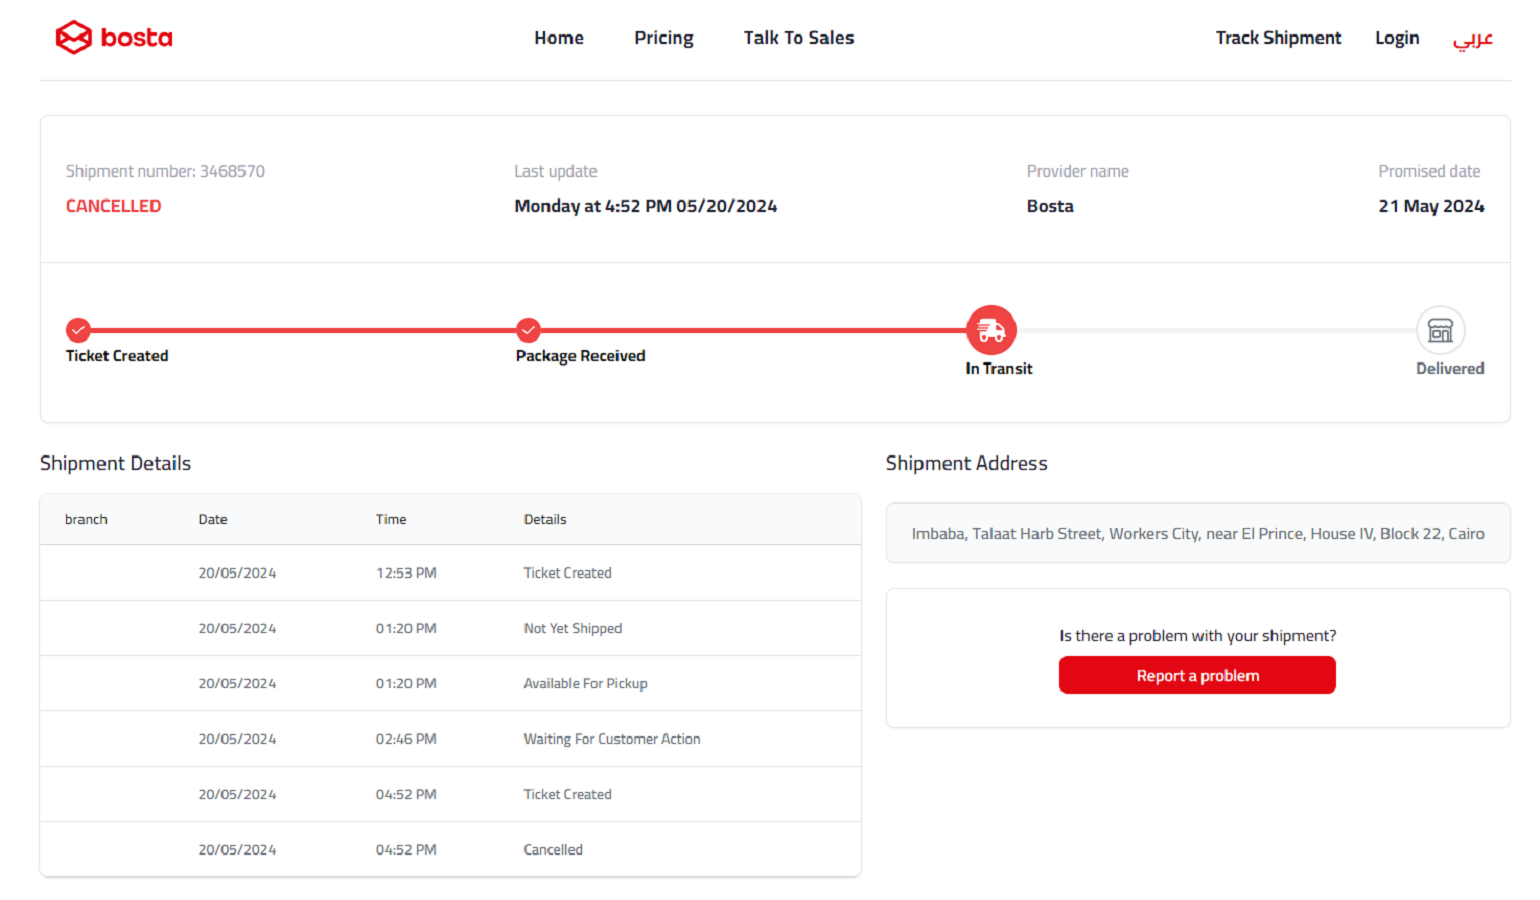 bosta
Home Pricing Talk To Sales Track Shipment Login عربي
Shipment number: 3468570 Last update Provider name Promised date
CANCELLED Monday at 4:52 PM 05/20/2024 Bosta 21 May 2024
Ticket Created Package Received In Transit Delivered
Shipment Details
branch Date Time Details
20/05/2024 12:53 PM Ticket Created
20/05/2024 01:20 PM Not Yet Shipped
20/05/2024 01:20 PM Available For Pickup
20/05/2024 02:46 PM Waiting For Customer Action
20/05/2024 04:52 PM Ticket Created
20/05/2024 04:52 PM Cancelled
Shipment Address
Imbaba, Talaat Harb Street, Workers City, near El Prince, House IV, Block 22, Cairo
Is there a problem with your shipment?
Report a problem